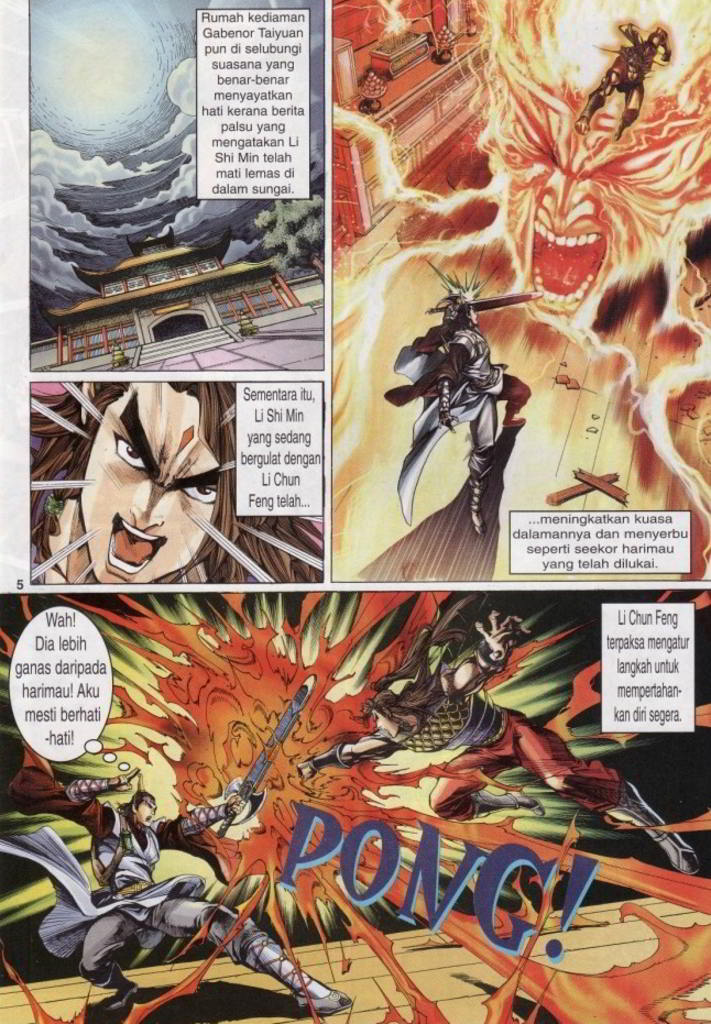 Rumah kediaman
Gabenor Taiyuan
pun di selubungi
suasana yang
benar-benar
menyayatkan
hati kerana berita
palsu yang
mengatakan Li
Shi Min telah
mati lemas di
dalam sungai.
Sementara itu,
Li Shi Min
yang sedang
bergulat dengan
Li Chun
Feng telah...
...meningkatkan kuasa
dalamannya dan menyerbu
seperti seekor harimau
yang telah dilukai.
5
Wah!
Dia lebih
ganas daripada
harimau! Aku
mesti berhati
-hati!
Li Chun Feng
terpaksa mengatur
langkah untuk
mempertahan-
kan diri segera.
PONG!